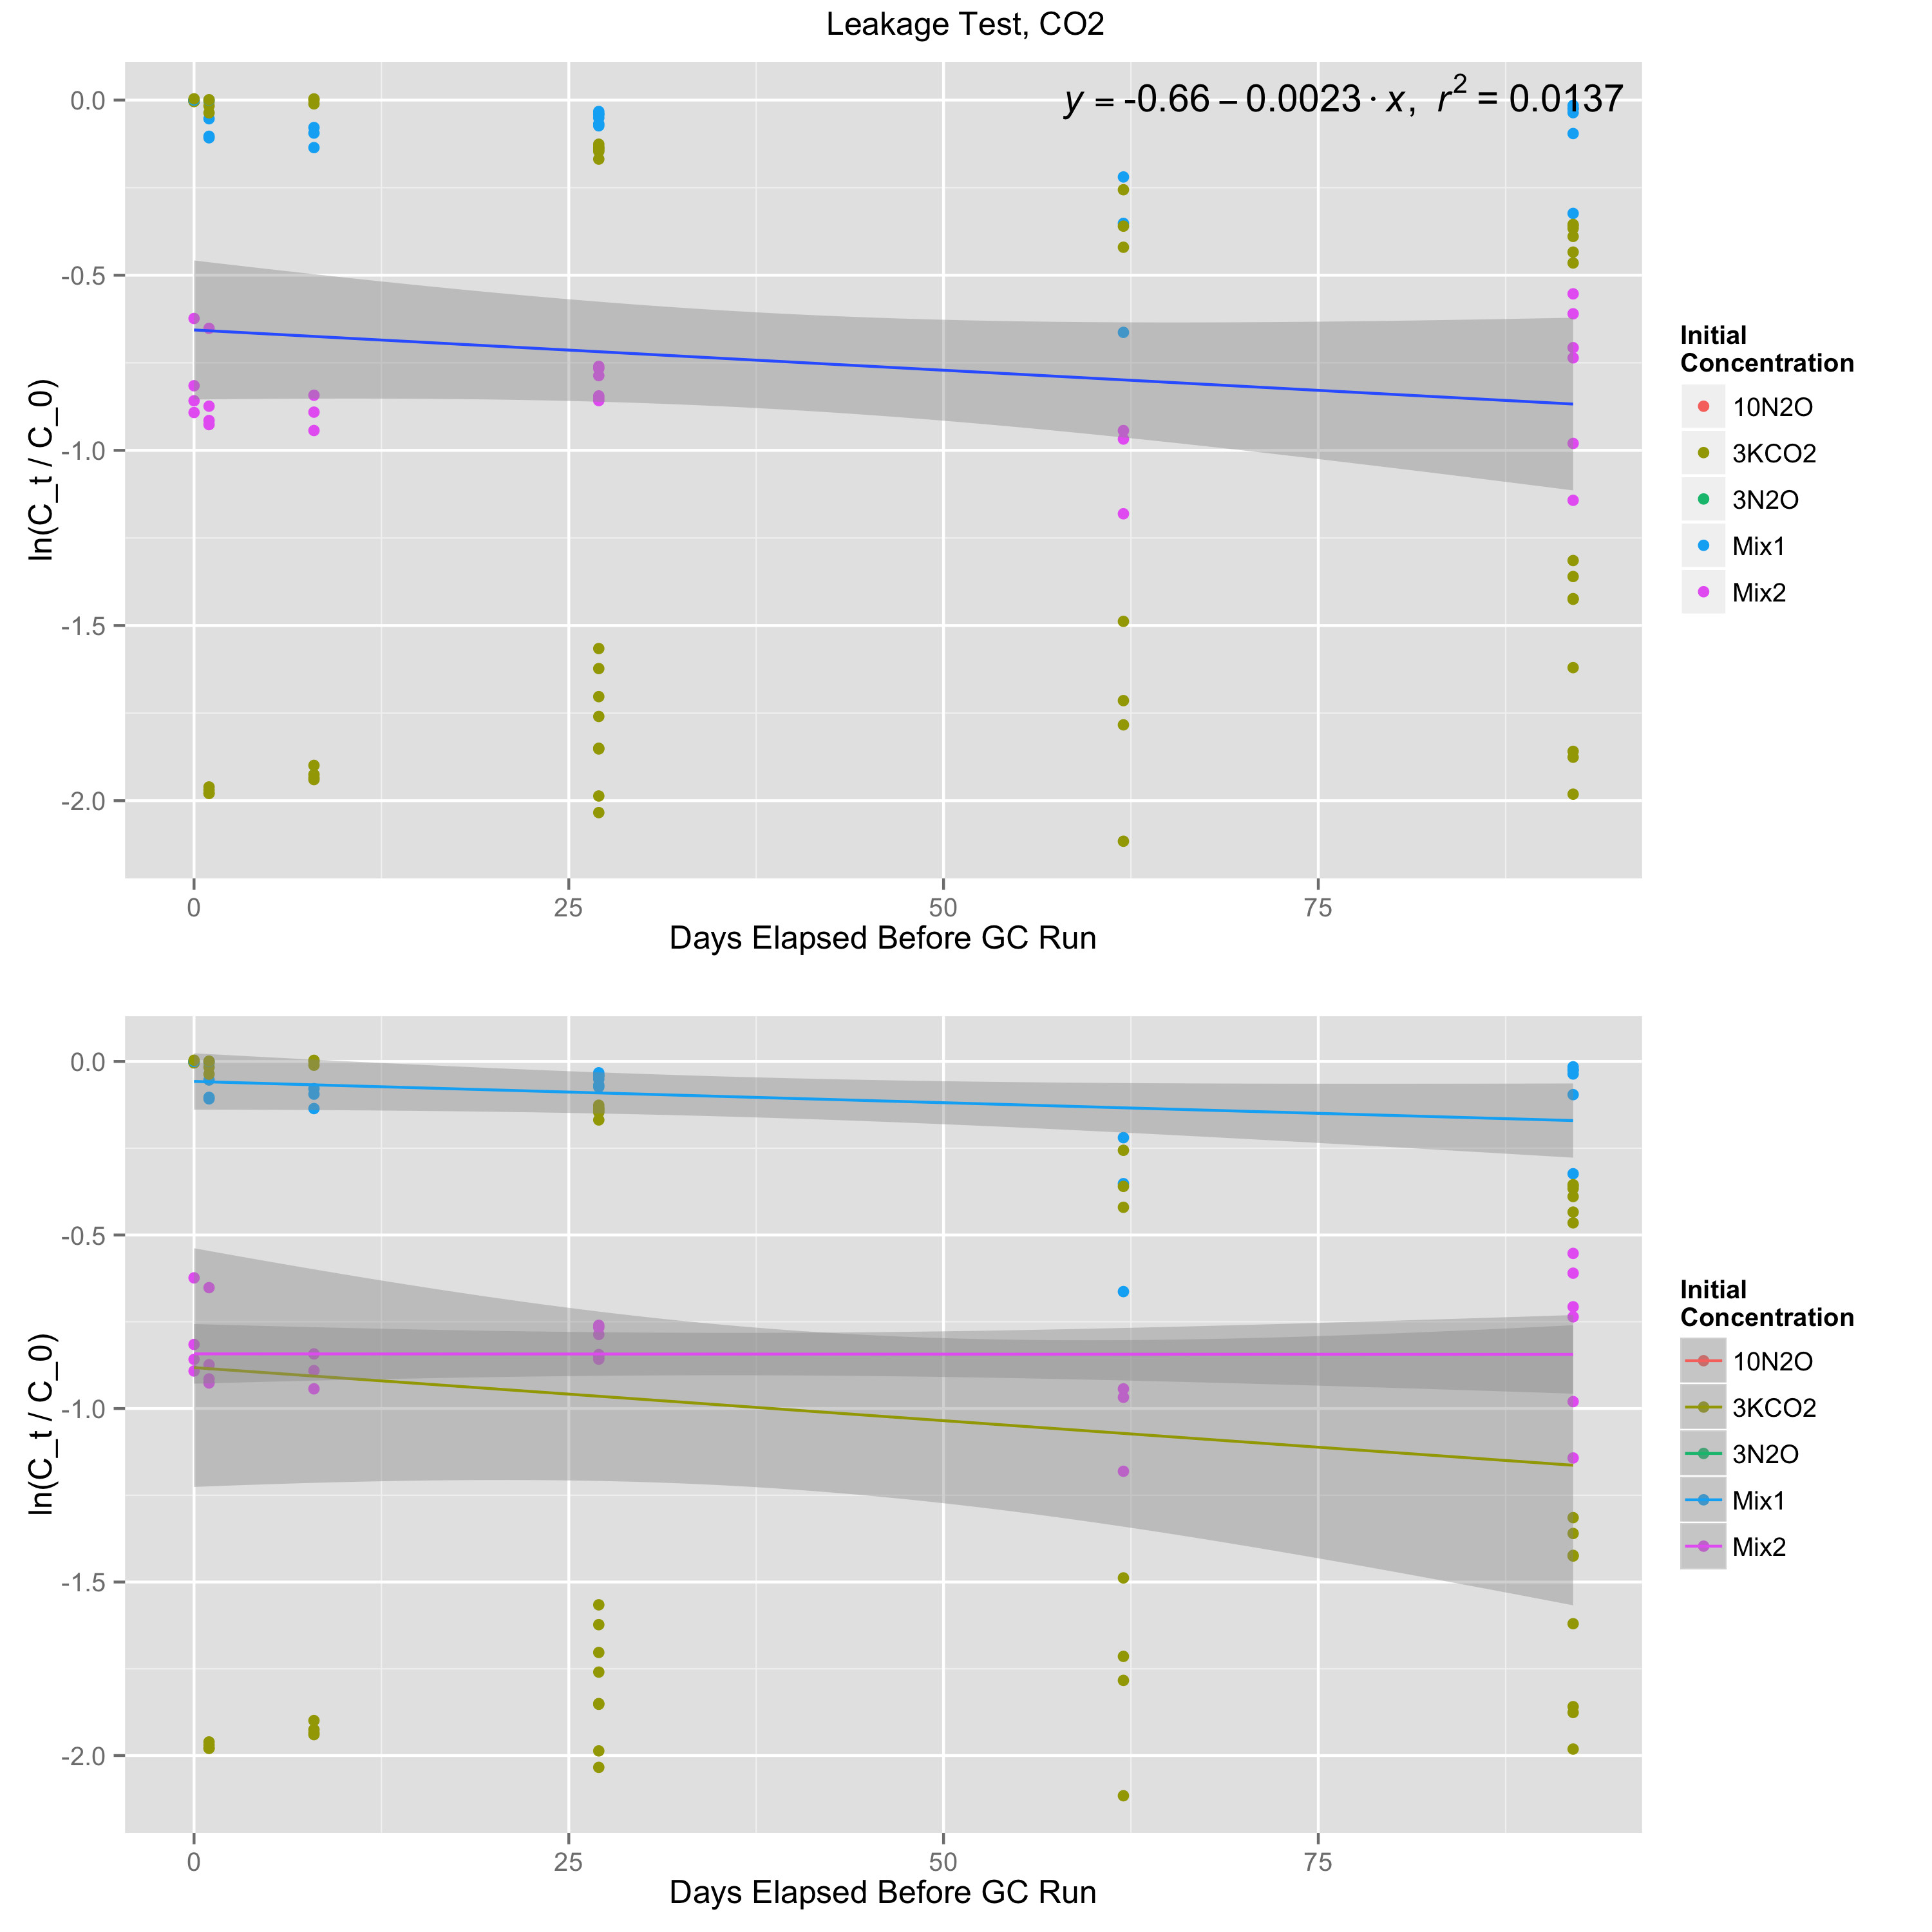 Leakage Test, CO2
y = -0.66 – 0.0023 · x, r² = 0.0137
0.0
-0.5
-1.0
-1.5
-2.0
ln(C_t / C_0)
0 25 50 75
Days Elapsed Before GC Run
Initial
Concentration
10N2O
3KCO2
3N2O
Mix1
Mix2
0.0
-0.5
-1.0
-1.5
-2.0
ln(C_t / C_0)
0 25 50 75
Days Elapsed Before GC Run
Initial
Concentration
10N2O
3KCO2
3N2O
Mix1
Mix2